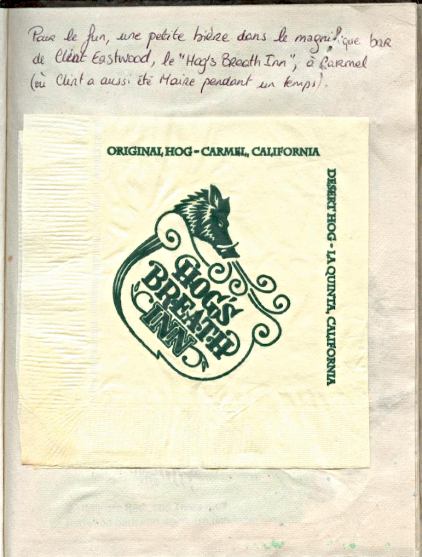 Pour le fun, une petite bière dans le magnifique bar
de Clint Eastwood, le "Hog's Breath Inn", à Carmel
(où Clint a aussi été Maire pendant un temps).
ORIGINAL HOG - CARMEL, CALIFORNIA
DESERT HOG - LA QUINTA, CALIFORNIA
HOG'S
BREATH
INN